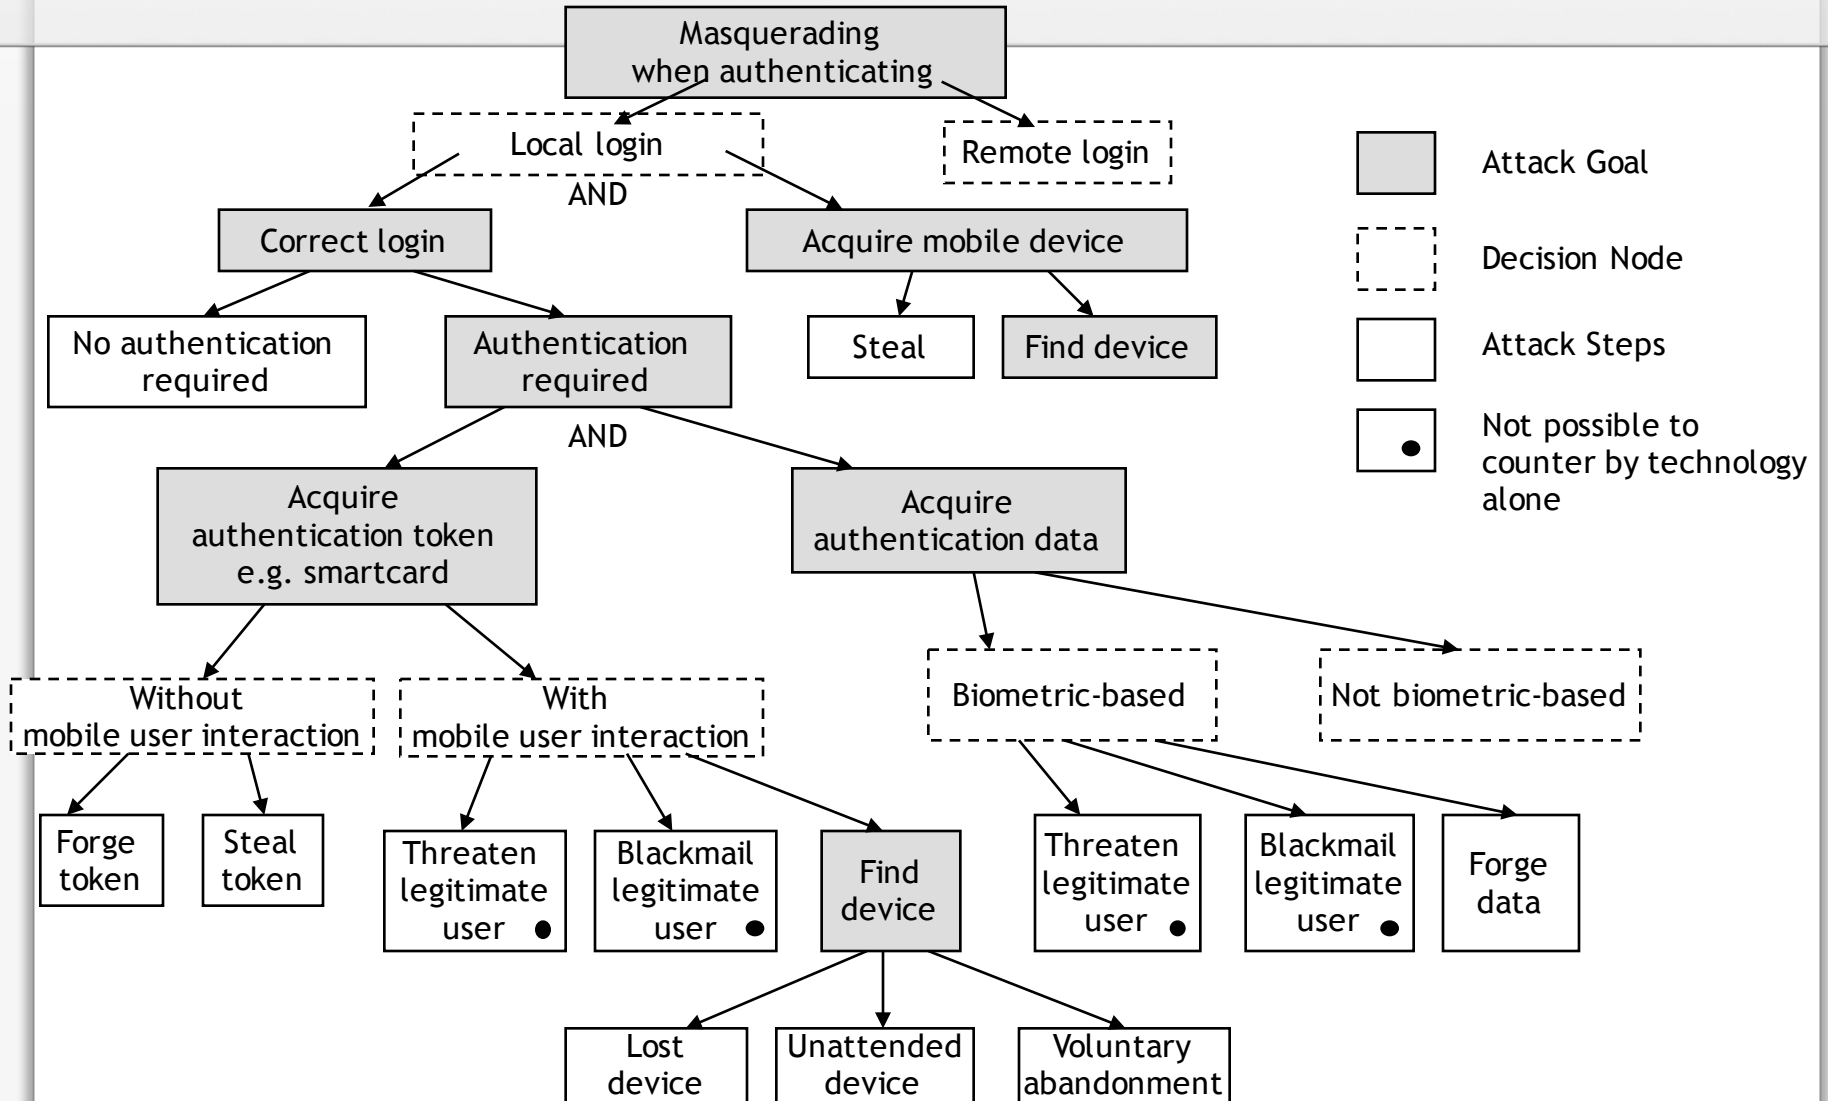 Masquerading
when authenticating
Local login
Remote login
AND
Correct login
Acquire mobile device
No authentication
required
Authentication
required
Steal
Find device
AND
Acquire
authentication token
e.g. smartcard
Acquire
authentication data
Without
mobile user interaction
With
mobile user interaction
Biometric-based
Not biometric-based
Forge
token
Steal
token
Threaten
legitimate
user
Blackmail
legitimate
user
Find
device
Threaten
legitimate
user
Blackmail
legitimate
user
Forge
data
Lost
device
Unattended
device
Voluntary
abandonment
Attack Goal
Decision Node
Attack Steps
Not possible to
counter by technology
alone